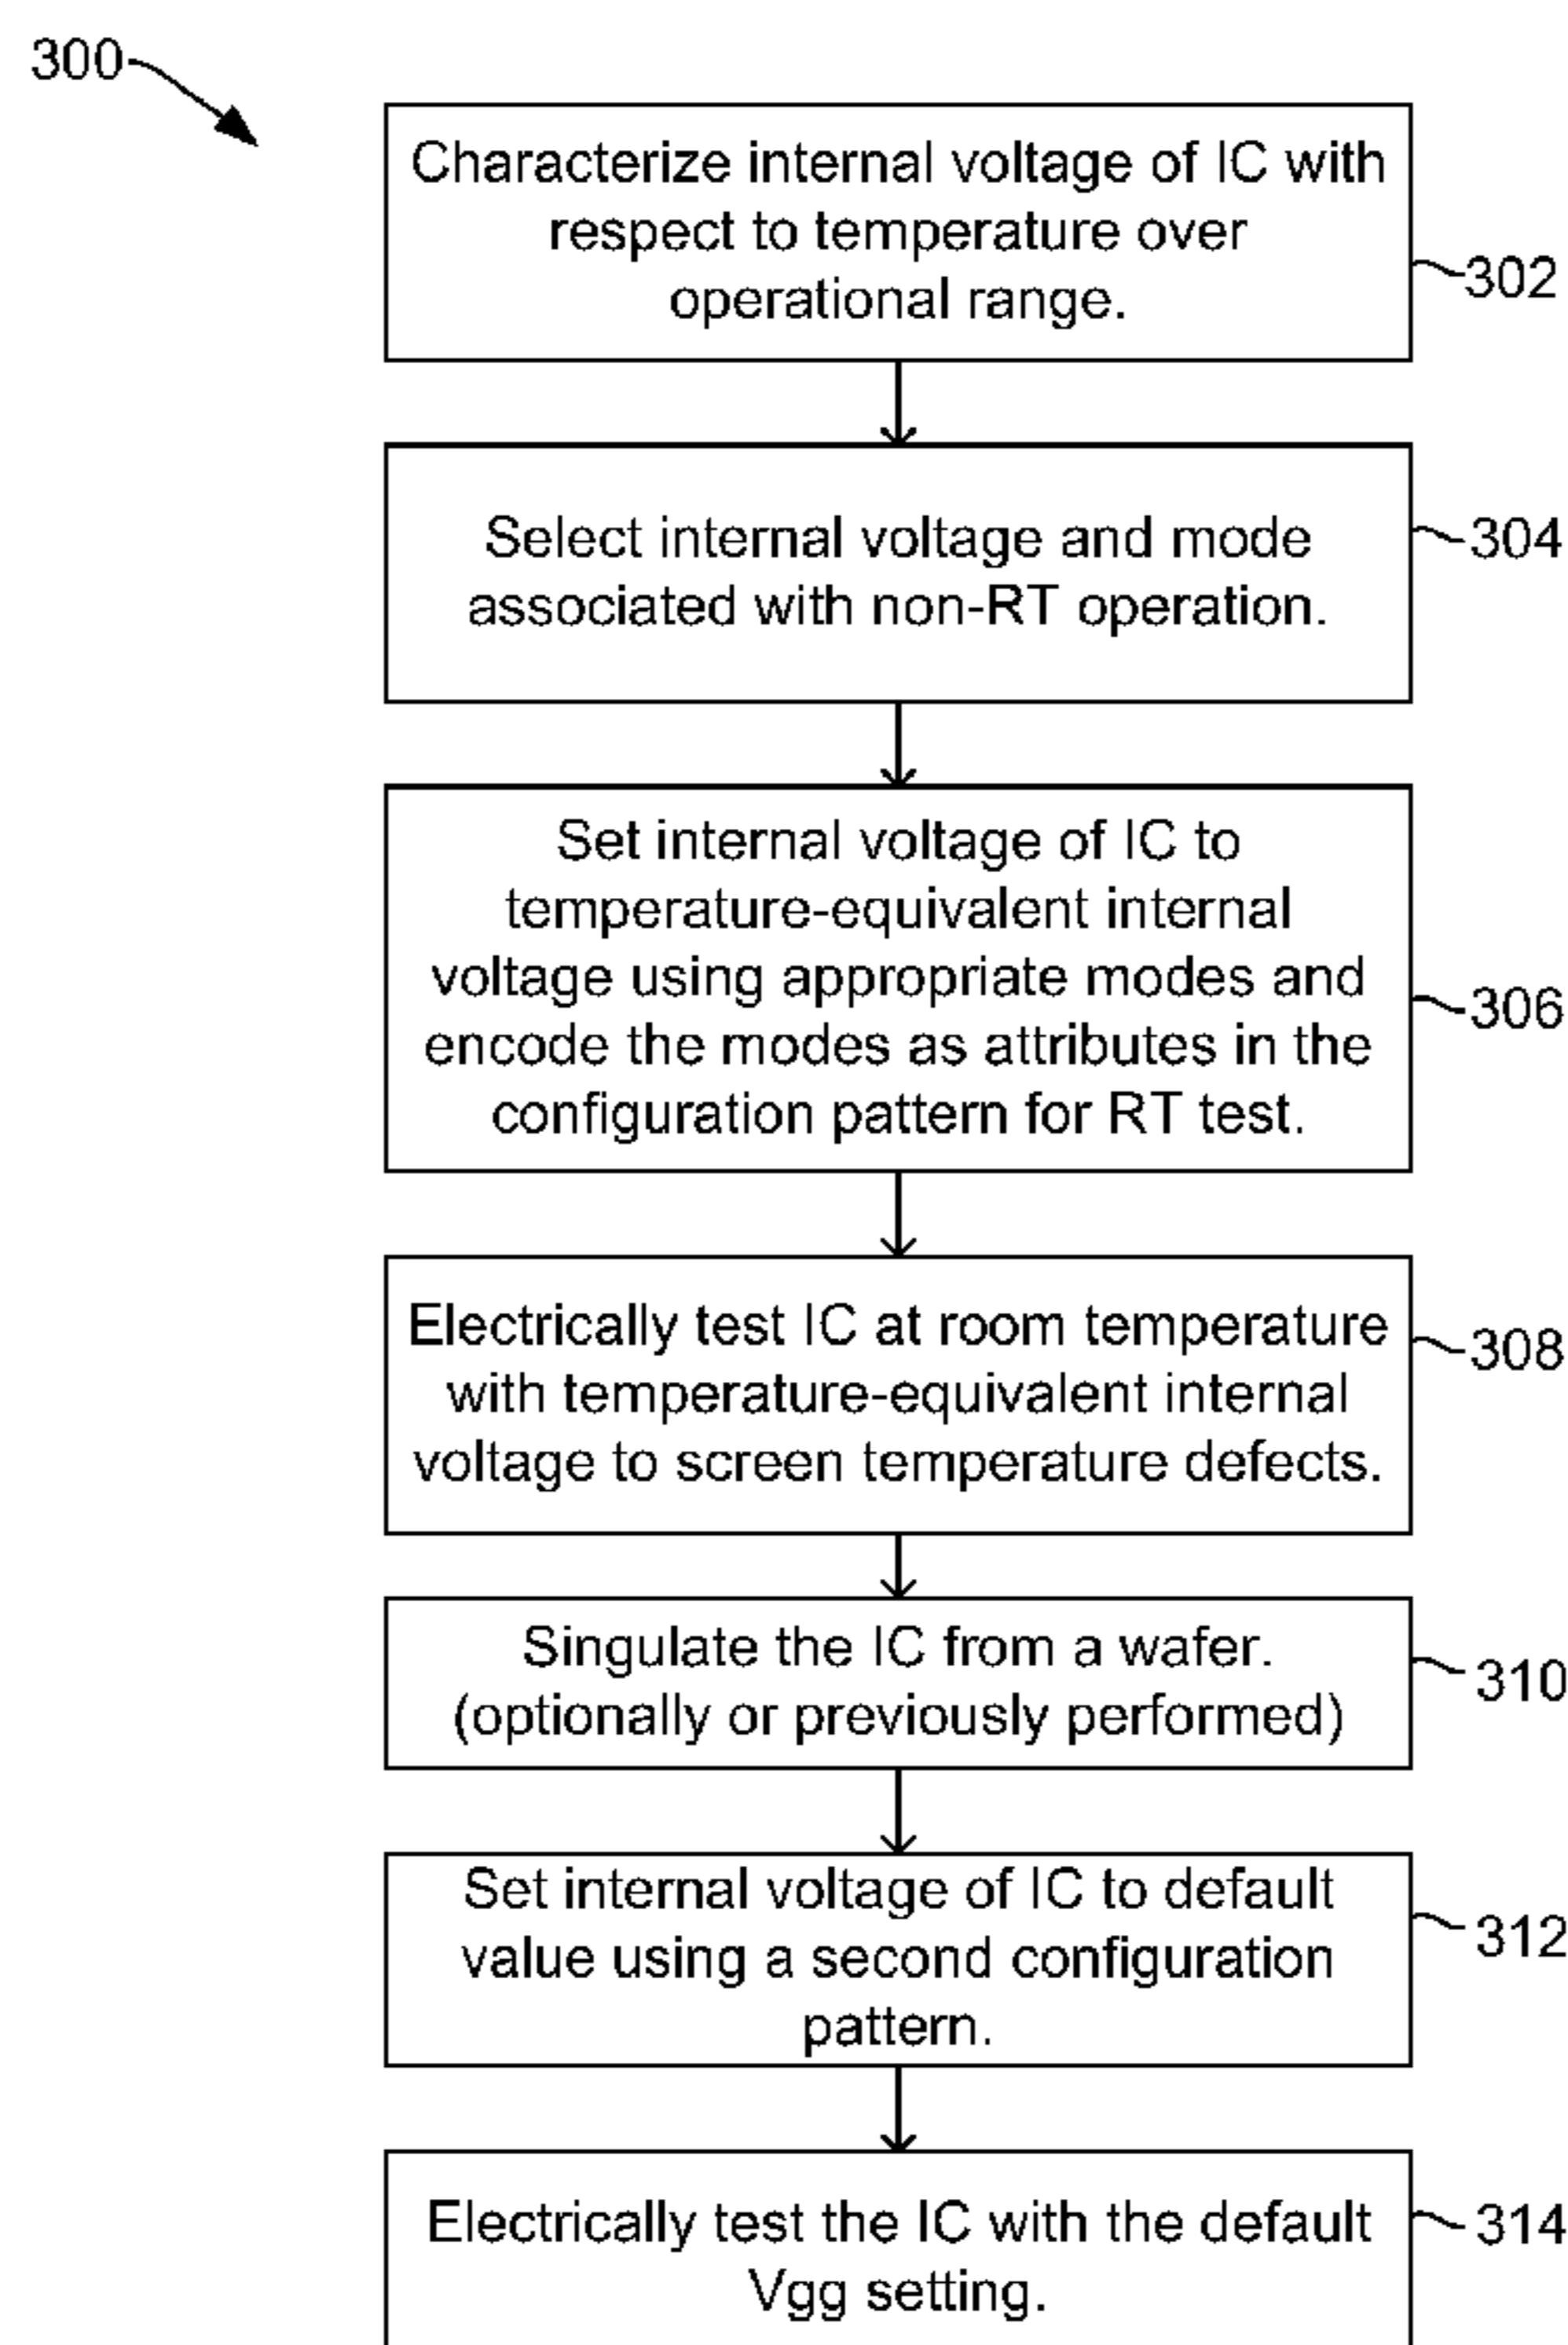 300
Characterize internal voltage of IC with
respect to temperature over
operational range.
302
Select internal voltage and mode
associated with non-RT operation.
304
Set internal voltage of IC to
temperature-equivalent internal
voltage using appropriate modes and
encode the modes as attributes in the
configuration pattern for RT test.
306
Electrically test IC at room temperature
with temperature-equivalent internal
voltage to screen temperature defects.
308
Singulate the IC from a wafer.
(optionally or previously performed)
310
Set internal voltage of IC to default
value using a second configuration
pattern.
312
Electrically test the IC with the default
Vgg setting.
314